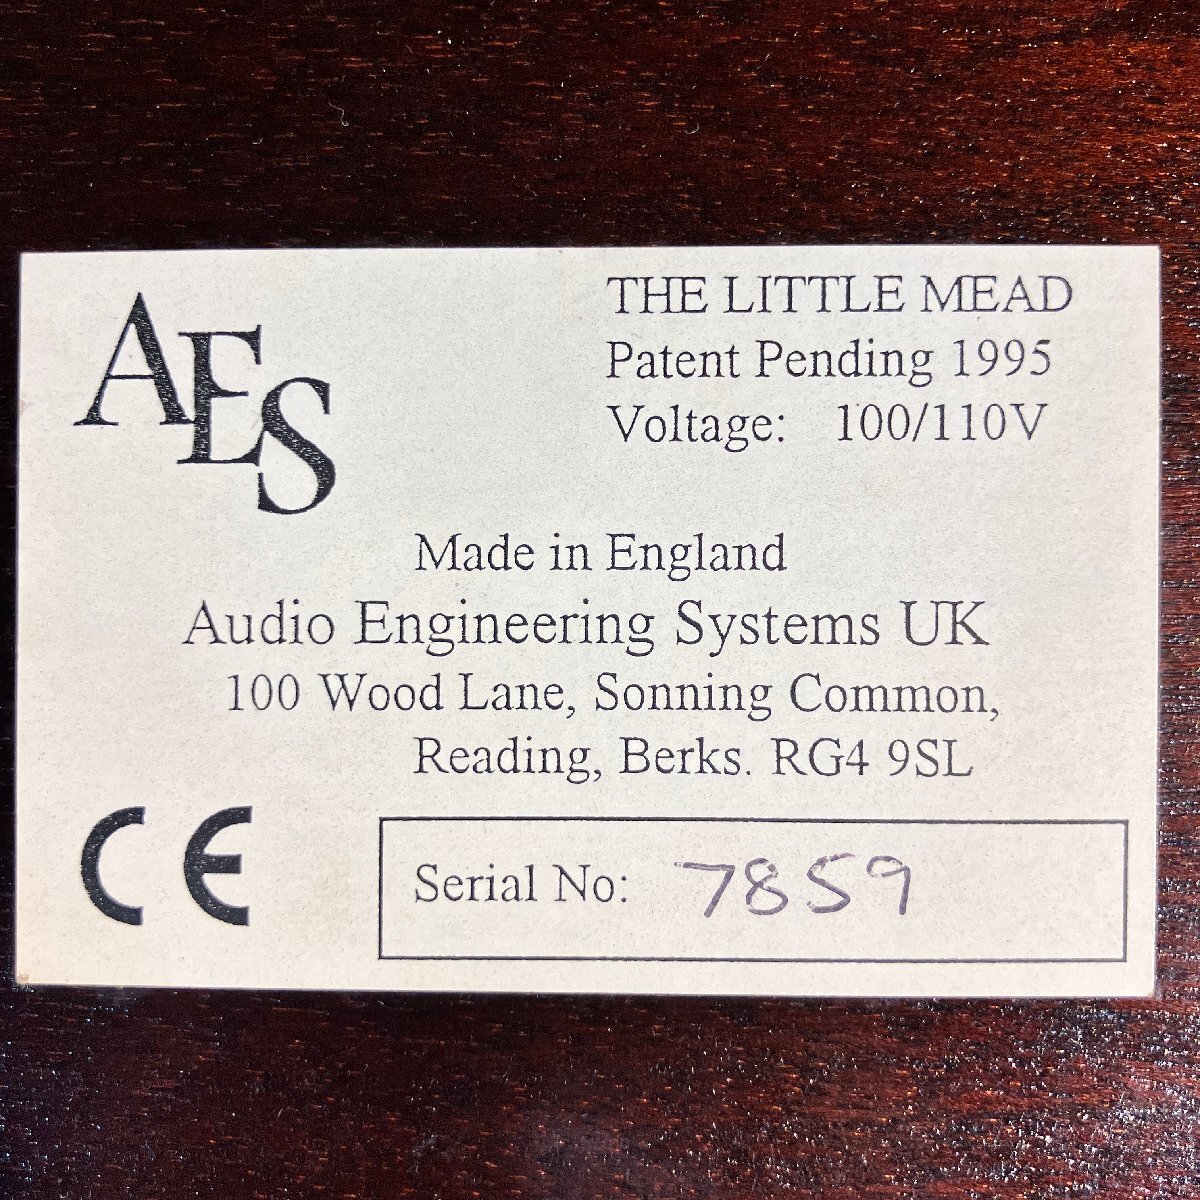 AES
THE LITTLE MEAD
Patent Pending 1995
Voltage: 100/110V
Made in England
Audio Engineering Systems UK
100 Wood Lane, Sonning Common,
Reading, Berks. RG4 9SL
CE
Serial No: 7859